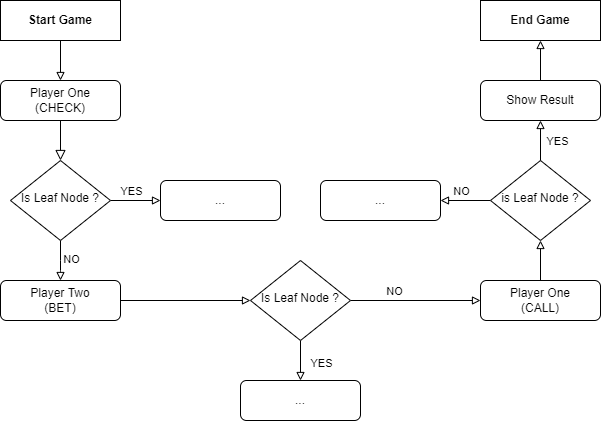 Start Game
End Game
Player One
(CHECK)
Show Result
YES
Is Leaf Node ?
YES
...
...
NO
is Leaf Node ?
NO
Player Two
(BET)
Is Leaf Node ?
NO
Player One
(CALL)
YES
...